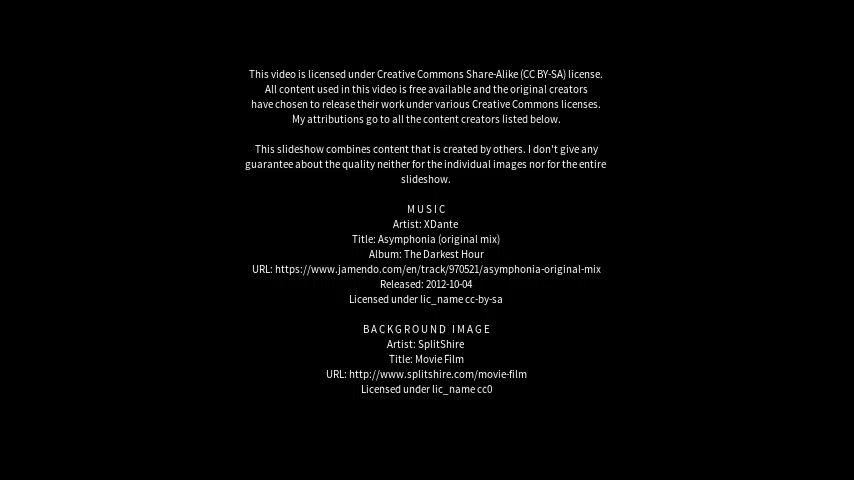 This video is licensed under Creative Commons Share-Alike (CC BY-SA) license.
All content used in this video is free available and the original creators
have chosen to release their work under various Creative Commons licenses.
My attributions go to all the content creators listed below.
This slideshow combines content that is created by others. I don't give any
guarantee about the quality neither for the individual images nor for the entire
slideshow.
MUSIC
Artist: XDante
Title: Asymphonia (original mix)
Album: The Darkest Hour
URL: https://www.jamendo.com/en/track/970521/asymphonia-original-mix
Released: 2012-10-04
Licensed under lic_name cc-by-sa
BACKGROUND IMAGE
Artist: SplitShire
Title: Movie Film
URL: http://www.splitshire.com/movie-film
Licensed under lic_name cc0